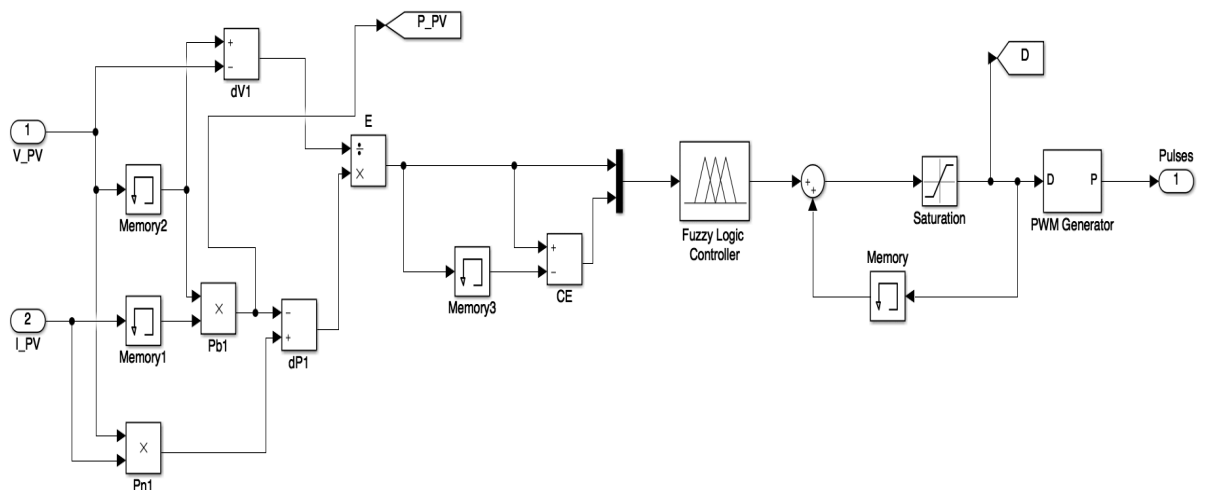 P_PV
+
−
dV1
D
1
V_PV
E
÷
×
Memory2
Fuzzy Logic
Controller
+
+
Saturation
D P
PWM Generator
Pulses
1
+
−
CE
Memory3
Memory
2
I_PV
Memory1
×
Pb1
−
+
dP1
×
Pn1